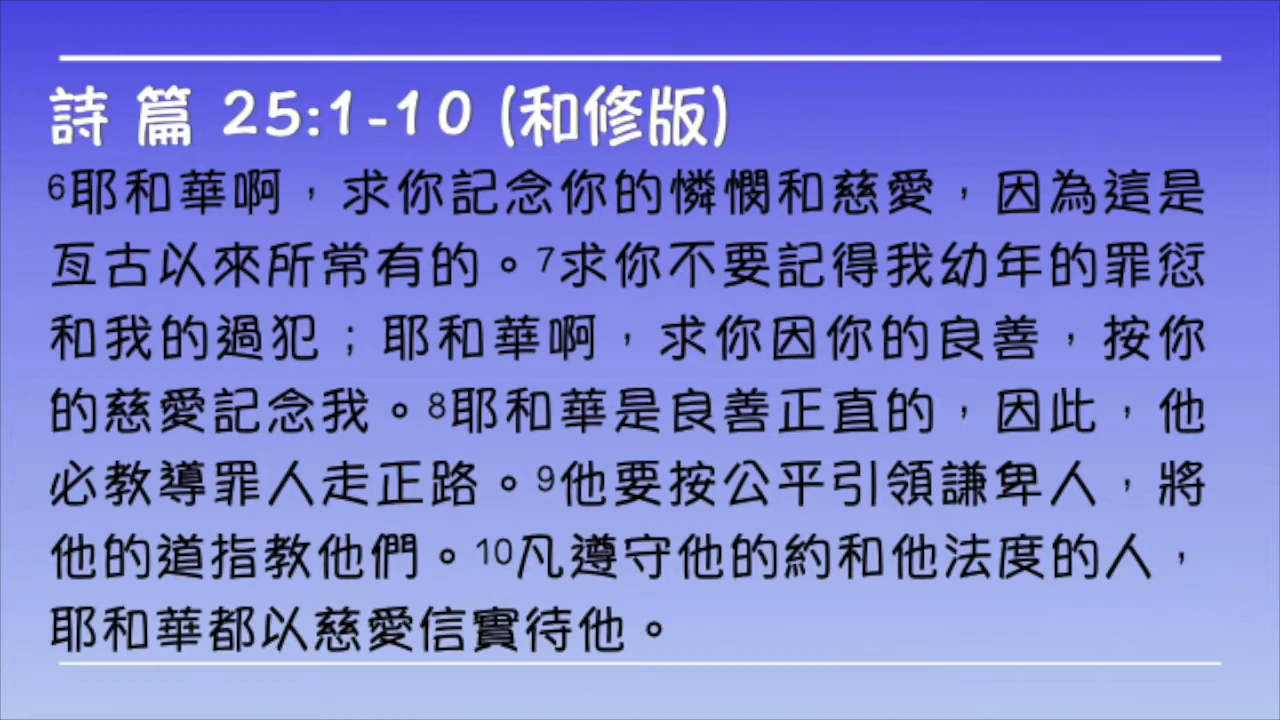 詩 篇 25:1-10 (和修版)
6耶和華啊，求你記念你的憐憫和慈愛，因為這是
亙古以來所常有的。7求你不要記得我幼年的罪愆
和我的過犯；耶和華啊，求你因你的良善，按你
的慈愛記念我。8耶和華是良善正直的，因此，他
必教導罪人走正路。9他要按公平引領謙卑人，將
他的道指教他們。10凡遵守他的約和他法度的人，
耶和華都以慈愛信實待他。